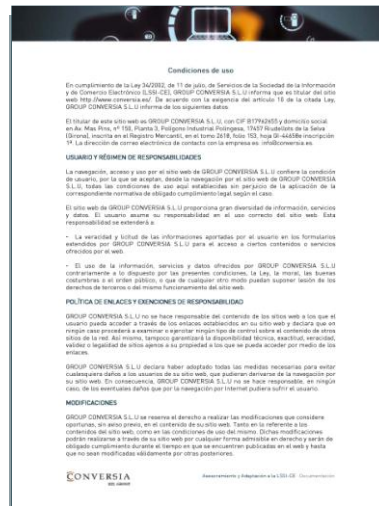 Condiciones de uso
En cumplimiento de la Ley 34/2002, de 11 de julio, de Servicios de la Sociedad de la Información
y de Comercio Electrónico (LSSI-CE), GROUP CONVERSIA S.L.U informa que es titular del sitio
web http://www.conversia.es/. De acuerdo con la exigencia del artículo 10 de la citada Ley,
GROUP CONVERSIA S.L.U informa de los siguientes datos:
El titular de este sitio web es GROUP CONVERSIA S.L.U, con CIF B17962655 y domicilio social
en Av. Mas Pins, nº 150, Planta 3, Polígono Industrial Polingesa, 17457 Riudellots de la Selva
(Girona), inscrita en el Registro Mercantil, en el tomo 2618, folio 153, hoja GI-44658e inscripción
1ª. La dirección de correo electrónico de contacto con la empresa es: info@conversia.es.
USUARIO Y RÉGIMEN DE RESPONSABILIDADES
La navegación, acceso y uso por el sitio web de GROUP CONVERSIA S.L.U confiere la condición
de usuario, por la que se aceptan, desde la navegación por el sitio web de GROUP CONVERSIA
S.L.U, todas las condiciones de uso aquí establecidas sin perjuicio de la aplicación de la
correspondiente normativa de obligado cumplimiento legal según el caso.
El sitio web de GROUP CONVERSIA S.L.U proporciona gran diversidad de información, servicios
y datos. El usuario asume su responsabilidad en el uso correcto del sitio web. Esta
responsabilidad se extenderá a:
- La veracidad y licitud de las informaciones aportadas por el usuario en los formularios
extendidos por GROUP CONVERSIA S.L.U para el acceso a ciertos contenidos o servicios
ofrecidos por el web.
- El uso de la información, servicios y datos ofrecidos por GROUP CONVERSIA S.L.U
contrariamente a lo dispuesto por las presentes condiciones, la Ley, la moral, las buenas
costumbres o el orden público, o que de cualquier otro modo puedan suponer lesión de los
derechos de terceros o del mismo funcionamiento del sitio web.
POLÍTICA DE ENLACES Y EXENCIONES DE RESPONSABILIDAD
GROUP CONVERSIA S.L.U no se hace responsable del contenido de los sitios web a los que el
usuario pueda acceder a través de los enlaces establecidos en su sitio web y declara que en
ningún caso procederá a examinar o ejercitar ningún tipo de control sobre el contenido de otros
sitios de la red. Así mismo, tampoco garantizará la disponibilidad técnica, exactitud, veracidad,
validez o legalidad de sitios ajenos a su propiedad a los que se pueda acceder por medio de los
enlaces.
GROUP CONVERSIA S.L.U declara haber adoptado todas las medidas necesarias para evitar
cualesquiera daños a los usuarios de su sitio web, que pudieran derivarse de la navegación por
su sitio web. En consecuencia, GROUP CONVERSIA S.L.U no se hace responsable, en ningún
caso, de los eventuales daños que por la navegación por Internet pudiera sufrir el usuario.
MODIFICACIONES
GROUP CONVERSIA S.L.U se reserva el derecho a realizar las modificaciones que considere
oportunas, sin aviso previo, en el contenido de su sitio web. Tanto en lo referente a los
contenidos del sitio web, como en las condiciones de uso del mismo. Dichas modificaciones
podrán realizarse a través de su sitio web por cualquier forma admisible en derecho y serán de
obligado cumplimiento durante el tiempo en que se encuentren publicadas en el web y hasta
que no sean modificadas válidamente por otras posteriores.
CONVERSIA
Asesoramiento y Adaptación a la LSSI-CE - Documentación